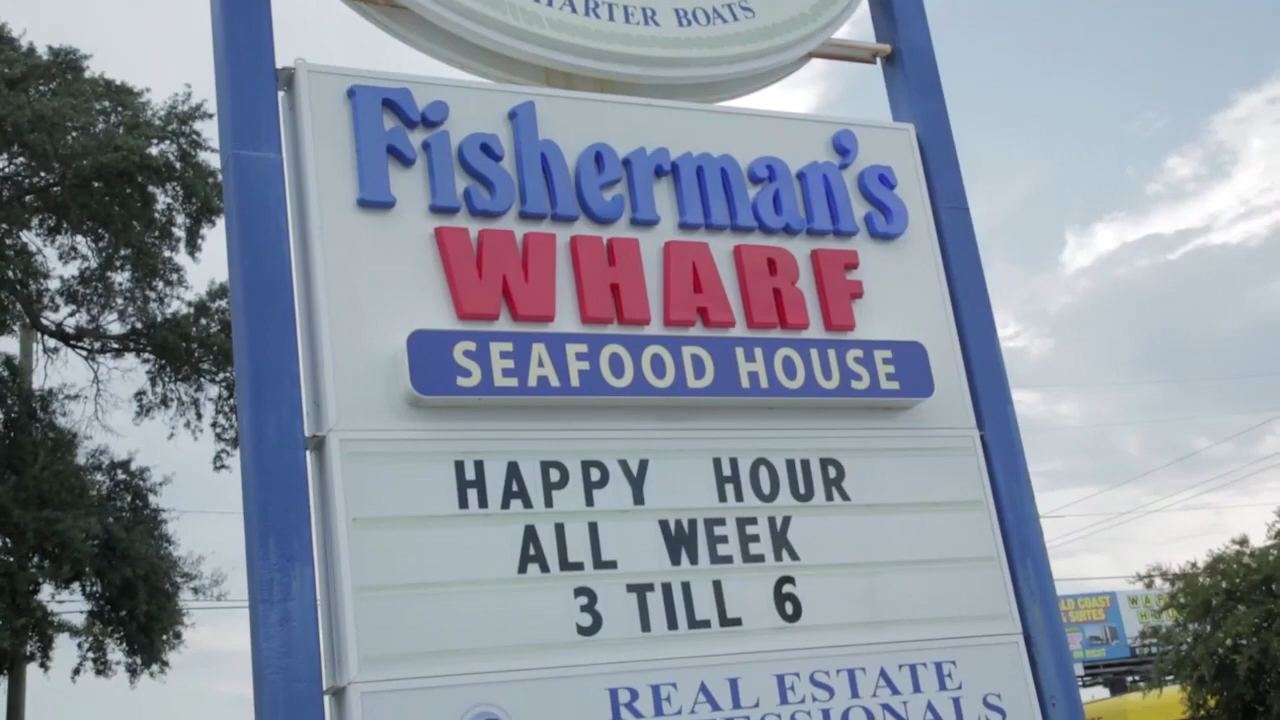 CHARTER BOATS
Fisherman's
WHARF
SEAFOOD HOUSE
HAPPY HOUR
ALL WEEK
3 TILL 6
REAL ESTATE